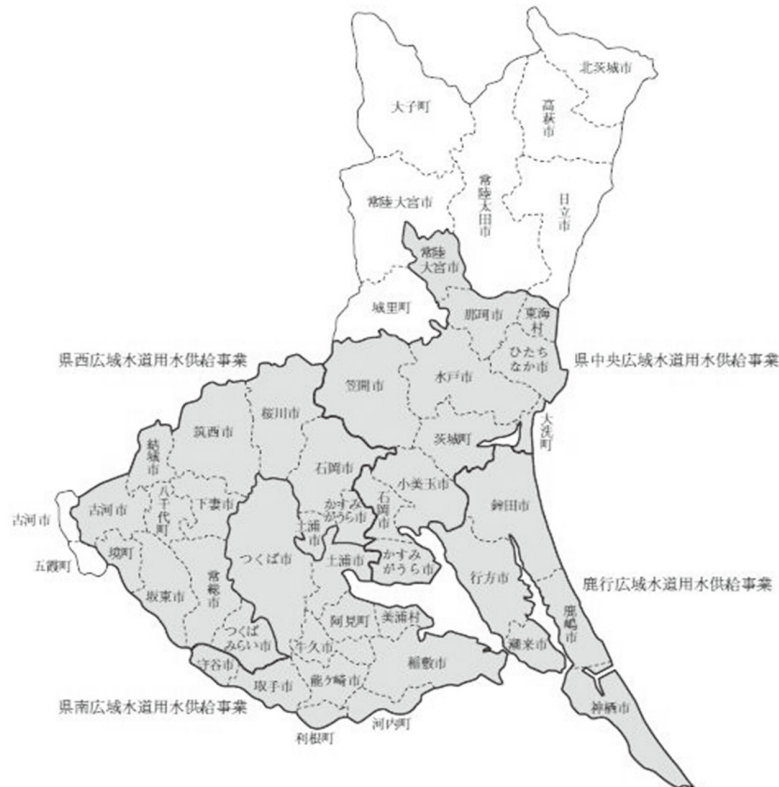 北茨城市
大子町
高萩市
常陸大宮市
常陸太田市
日立市
常陸
大宮市
城里町
那珂市
東海
村
県西広域水道用水供給事業
ひたち
なか市
県中央広域水道用水供給事業
水戸市
笠間市
桜川市
大洗町
筑西市
茨城町
結城市
石岡市
小美玉市
鉾田市
古河市
古河市
八千代町
下妻市
かすみ
がうら市
石岡市
土浦市
五霞町
境町
つくば市
土浦市
かすみ
がうら市
行方市
鹿行広域水道用水供給事業
坂東市
常総市
阿見町
美浦村
鹿嶋市
つくば
みらい市
牛久市
稲敷市
潮来市
守谷市
取手市
龍ケ崎市
県南広域水道用水供給事業
河内町
神栖市
利根町